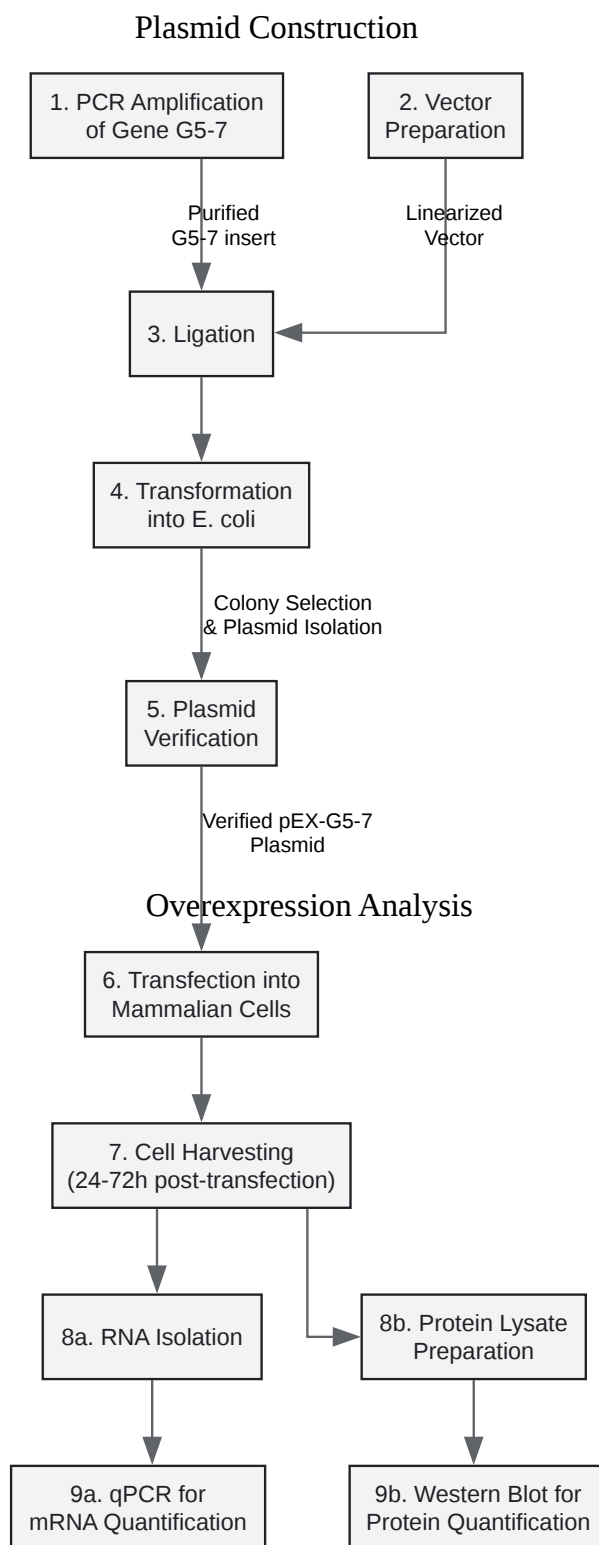 Plasmid Construction
1. PCR Amplification
of Gene G5-7
2. Vector
Preparation
Purified
G5-7 insert
Linearized
Vector
3. Ligation
4. Transformation
into E. coli
Colony Selection
& Plasmid Isolation
5. Plasmid
Verification
Verified pEX-G5-7
Plasmid
Overexpression Analysis
6. Transfection into
Mammalian Cells
7. Cell Harvesting
(24-72h post-transfection)
8a. RNA Isolation
8b. Protein Lysate
Preparation
9a. qPCR for
mRNA Quantification
9b. Western Blot for
Protein Quantification